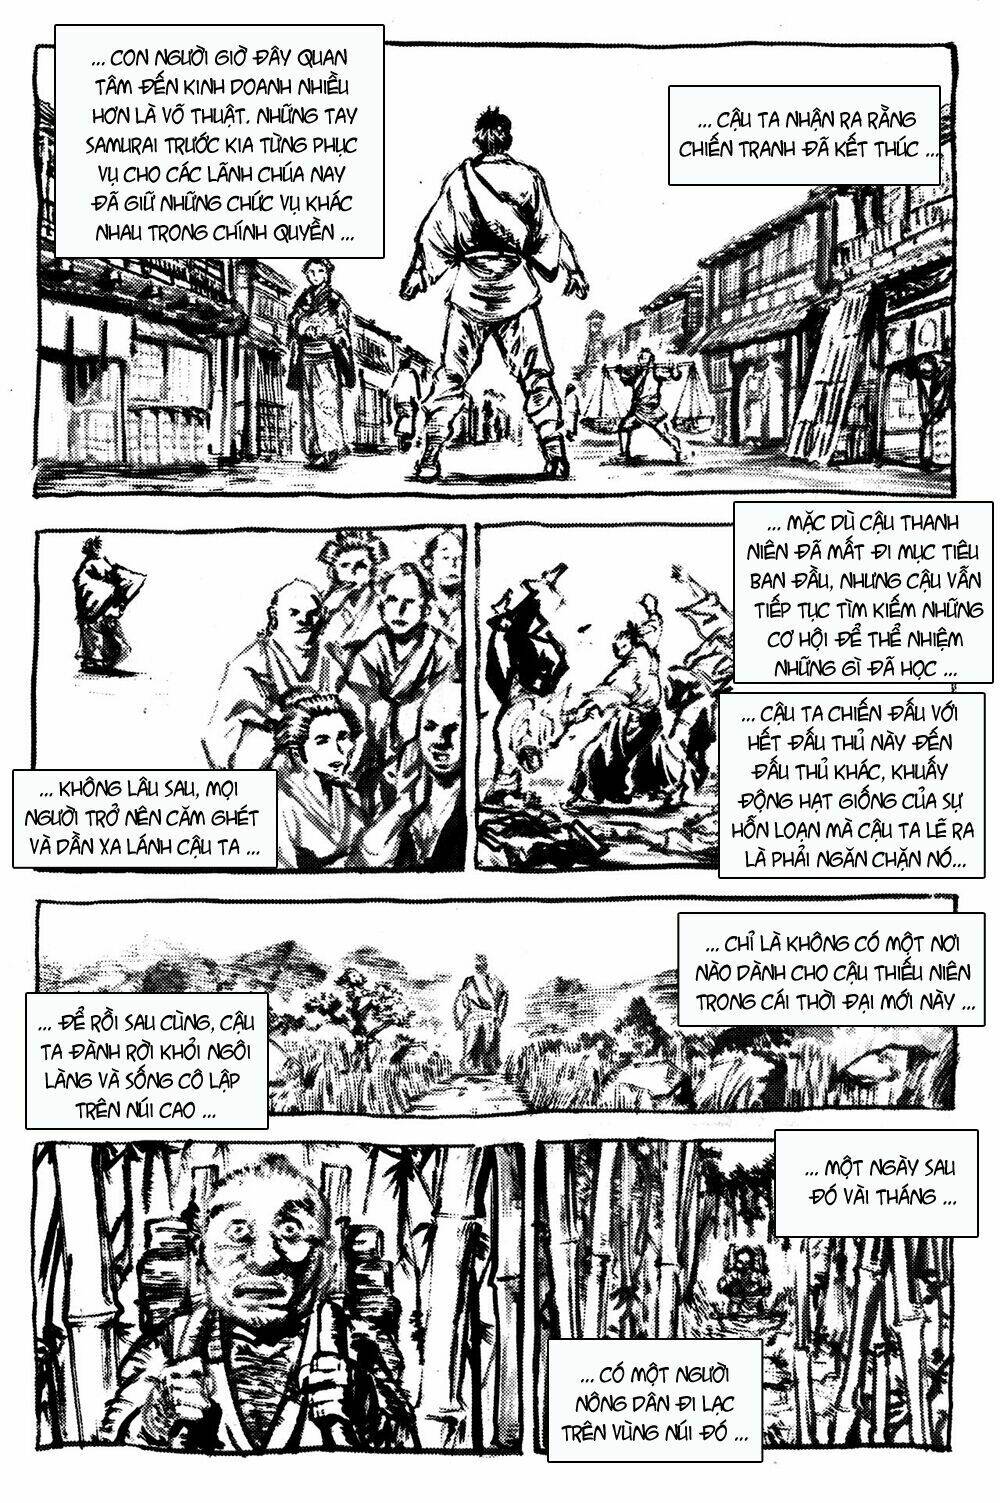 ... CẬU TA NHẬN RA RẰNG
CHIẾN TRANH ĐÃ KẾT THÚC ...
... CON NGƯỜI GIỜ ĐÂY QUAN
TÂM ĐẾN KINH DOANH NHIỀU
HƠN LÀ VÕ THUẬT. NHỮNG TAY
SAMURAI TRƯỚC KIA TỪNG PHỤC
VỤ CHO CÁC LÃNH CHÚA NAY
ĐÃ GIỮ NHỮNG CHỨC VỤ KHÁC
NHAU TRONG CHÍNH QUYỀN ...
... MẶC DÙ CẬU THANH
NIÊN ĐÃ MẤT ĐI MỤC TIÊU
BAN ĐẦU, NHƯNG CẬU VẪN
TIẾP TỤC TÌM KIẾM NHỮNG
CƠ HỘI ĐỂ THỂ NHIỆM
NHỮNG GÌ ĐÃ HỌC ...
... CẬU TA CHIẾN ĐẤU VỚI
HẾT ĐẤU THỦ NÀY ĐẾN
ĐẤU THỦ KHÁC, KHUẤY
ĐỘNG HẠT GIỐNG CỦA SỰ
HỖN LOẠN MÀ CẬU TA LẼ RA
LÀ PHẢI NGĂN CHẶN NÓ...
... KHÔNG LÂU SAU, MỌI
NGƯỜI TRỞ NÊN CĂM GHÉT
VÀ DẦN XA LÁNH CẬU TA ...
... CHỈ LÀ KHÔNG CÓ MỘT NƠI
NÀO DÀNH CHO CẬU THIẾU NIÊN
TRONG CÁI THỜI ĐẠI MỚI NÀY ...
... ĐỂ RỒI SAU CÙNG, CẬU
TA ĐÀNH RỜI KHỎI NGÔI
LÀNG VÀ SỐNG CÔ LẬP
TRÊN NÚI CAO ...
... MỘT NGÀY SAU
ĐÓ VÀI THÁNG ...
... CÓ MỘT NGƯỜI
NÔNG DÂN ĐI LẠC
TRÊN VÙNG NÚI ĐÓ ...